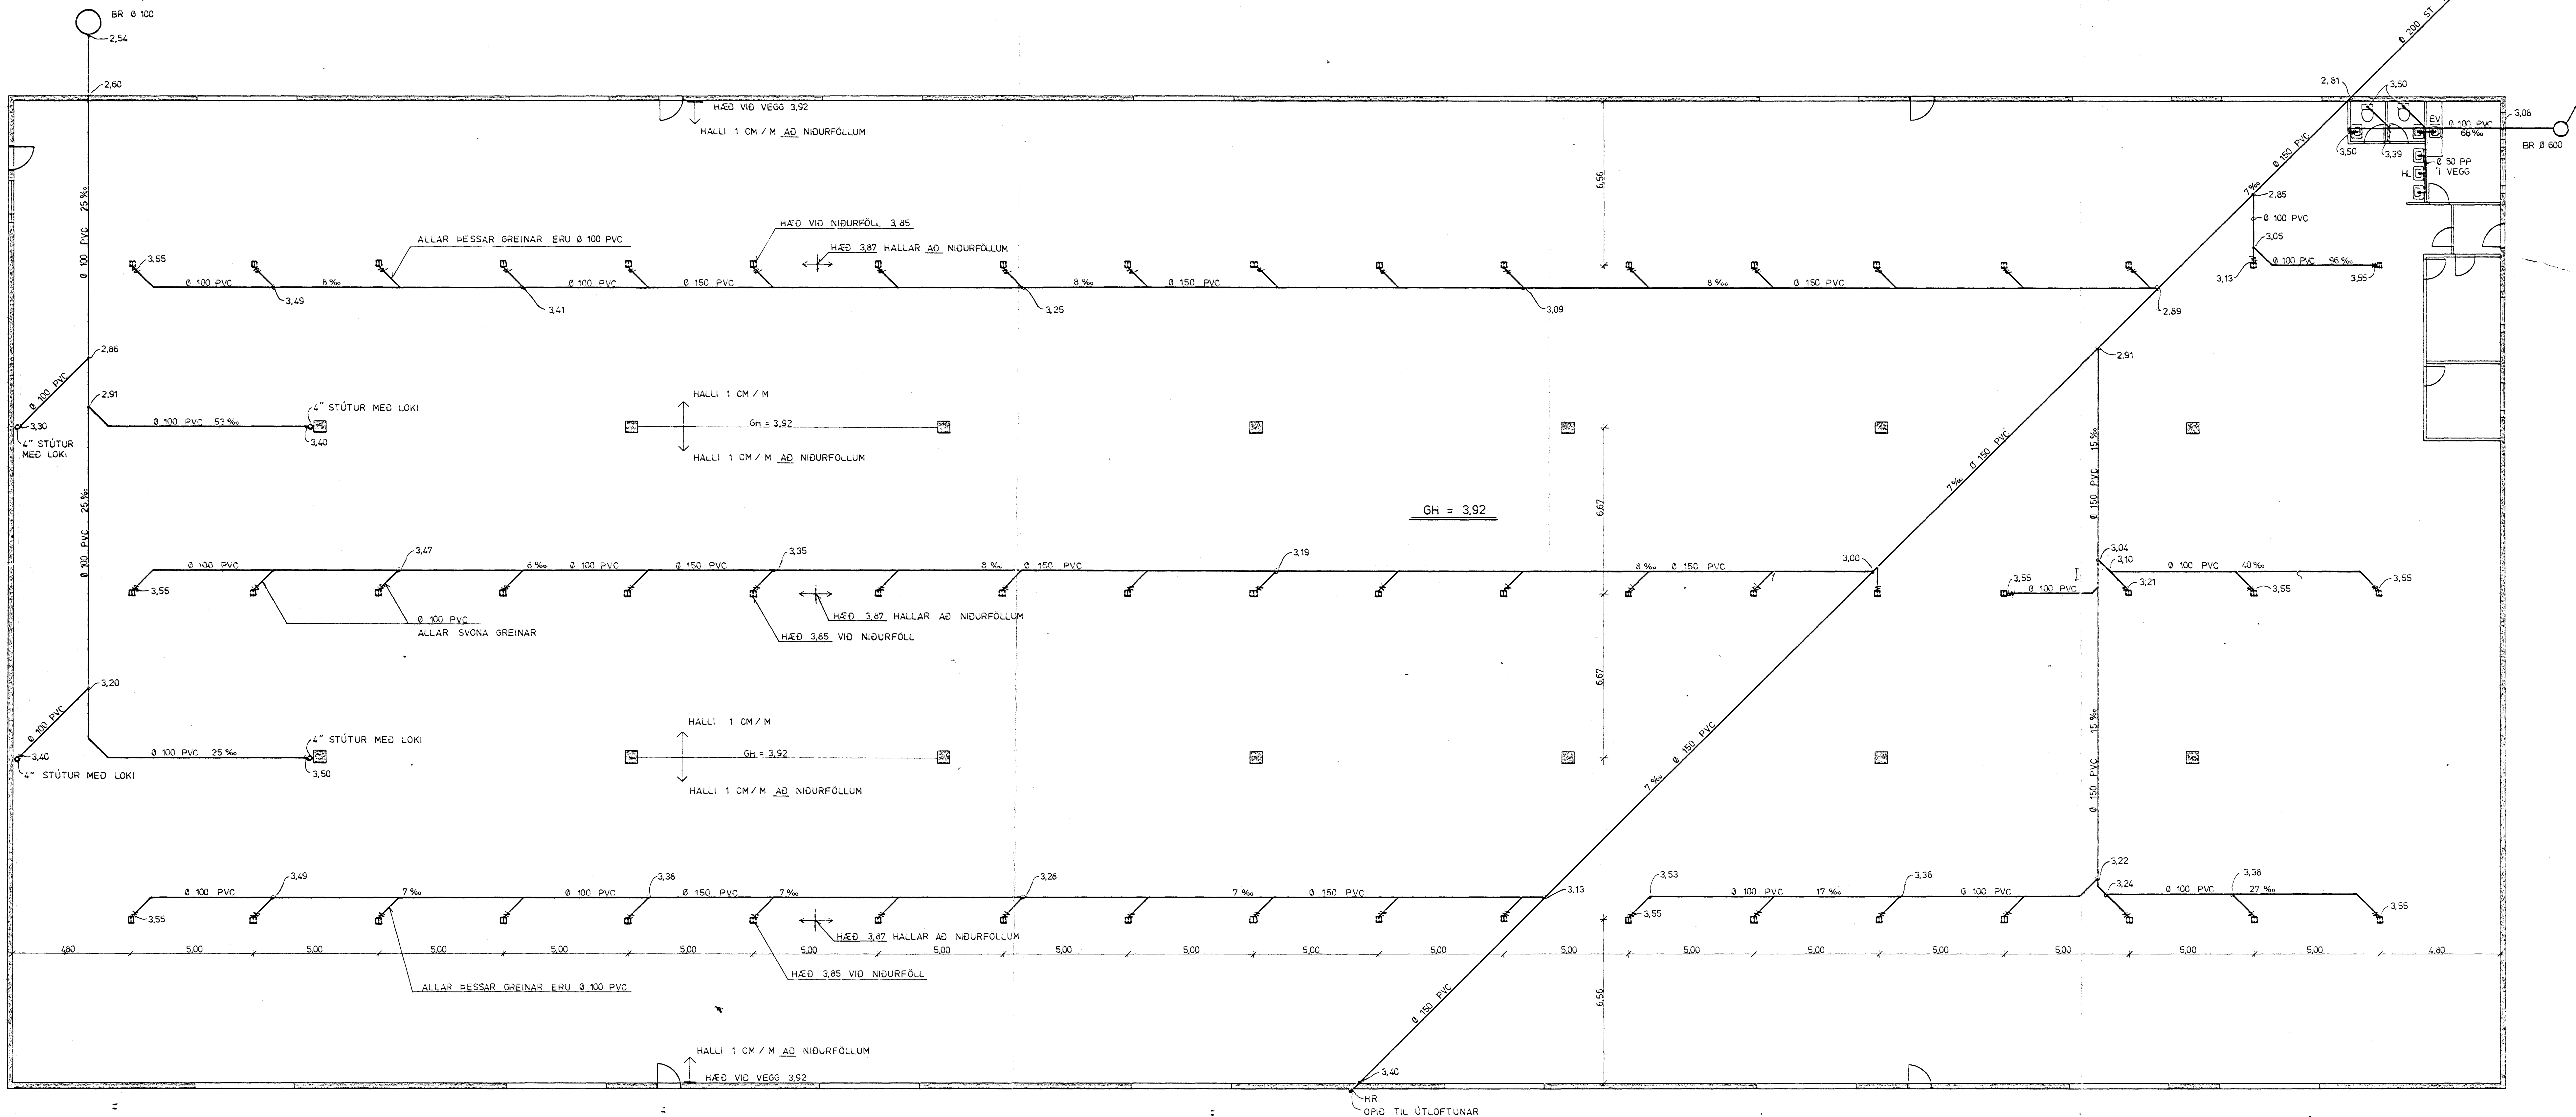 BR Ø 100
2,54
Ø 200 ST
2,60
HÆÐ VIÐ VEGG 3,92
HALLI 1 CM / M AÐ NIÐURFÖLLUM
2,81
3,50
3,08
EV
Ø 100 PVC
66 ‰
BR Ø 600
3,50
3,39
Ø 50 PP
Í VEGG
HL
Ø 150 PVC
7 ‰
2,85
Ø 100 PVC
3,05
Ø 100 PVC 96 ‰
3,13
3,55
6,56
Ø 100 PVC 25 ‰
HÆÐ VIÐ NIÐURFÖLL 3,85
ALLAR ÞESSAR GREINAR ERU Ø 100 PVC
HÆÐ 3,87 HALLAR AÐ NIÐURFÖLLUM
3,55
Ø 100 PVC
8 ‰
Ø 100 PVC
Ø 150 PVC
8 ‰
Ø 150 PVC
8 ‰
Ø 150 PVC
3,49
3,41
3,25
3,09
2,89
2,86
2,91
2,91
Ø 100 PVC
3,30
4" STÚTUR
MEÐ LOKI
Ø 100 PVC 53 ‰
4" STÚTUR MEÐ LOKI
3,40
HALLI 1 CM / M
GH = 3,92
HALLI 1 CM / M AÐ NIÐURFÖLLUM
7 ‰ Ø 150 PVC
Ø 150 PVC 15 ‰
6,67
GH = 3,92
Ø 100 PVC 25 ‰
Ø 100 PVC
3,47
6 ‰
Ø 100 PVC
Ø 150 PVC
3,35
8 ‰
Ø 150 PVC
3,19
8 ‰
Ø 150 PVC
3,00
3,04
3,10
Ø 100 PVC 40 ‰
3,55
3,55
Ø 100 PVC
3,21
3,55
3,55
Ø 100 PVC
ALLAR SVONA GREINAR
HÆÐ 3,87 HALLAR AÐ NIÐURFÖLLUM
HÆÐ 3,85 VIÐ NIÐURFÖLL
6,67
3,20
Ø 100 PVC
3,40
4" STÚTUR MEÐ LOKI
Ø 100 PVC 25 ‰
4" STÚTUR MEÐ LOKI
3,50
HALLI 1 CM / M
GH = 3,92
HALLI 1 CM / M AÐ NIÐURFÖLLUM
7 ‰ Ø 150 PVC
Ø 150 PVC 15 ‰
Ø 100 PVC
3,49
7 ‰
Ø 100 PVC
3,38
Ø 150 PVC
7 ‰
3,28
7 ‰
Ø 150 PVC
3,13
3,53
Ø 100 PVC
17 ‰
3,36
Ø 100 PVC
3,22
3,24
Ø 100 PVC
3,38
27 ‰
3,55
3,55
3,55
HÆÐ 3,87 HALLAR AÐ NIÐURFÖLLUM
4,80 5,00 5,00 5,00 5,00 5,00 5,00 5,00 5,00 5,00 5,00 5,00 5,00 5,00 5,00 5,00 5,00 5,00 5,00 4,80
HÆÐ 3,85 VIÐ NIÐURFÖLL
ALLAR ÞESSAR GREINAR ERU Ø 100 PVC
6,56
Ø 150 PVC
HALLI 1 CM / M AÐ NIÐURFÖLLUM
HÆÐ VIÐ VEGG 3,92
3,40
HR.
OPIÐ TIL ÚTLOFTUNAR